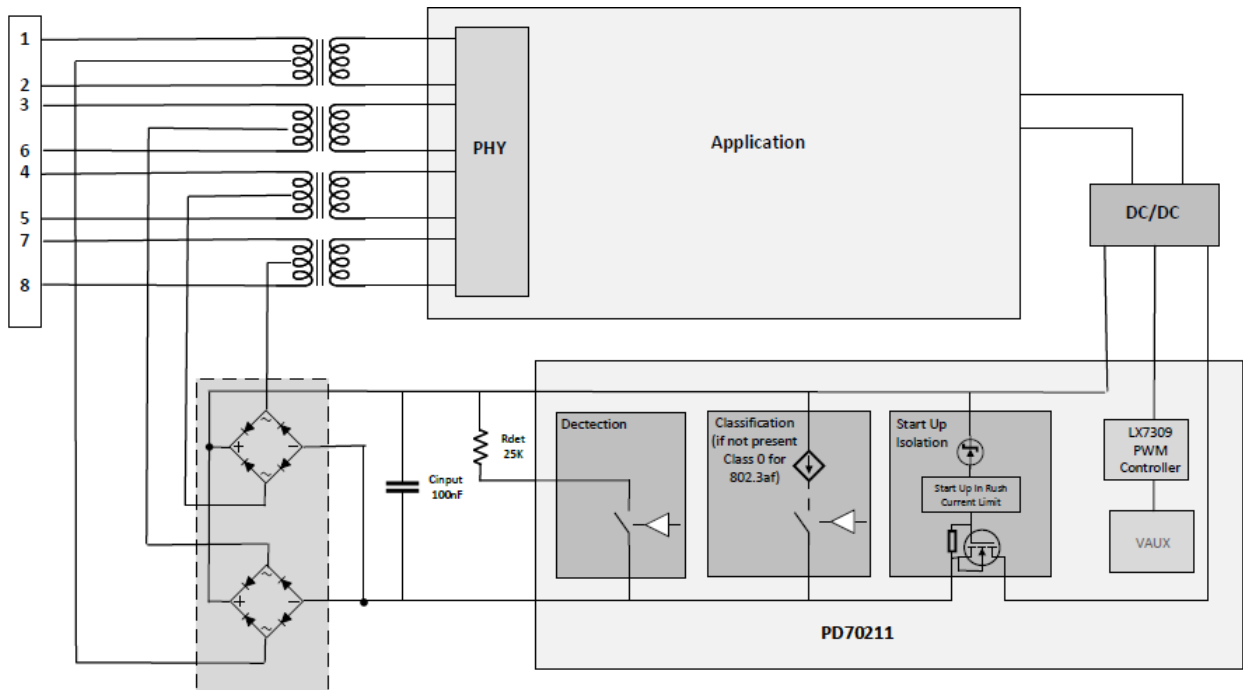 1
2
3
6
4
5
7
8
PHY
Application
DC/DC
~
+
−
~
~
+
−
~
Cinput
100nF
Rdet
25K
Dectection
Classification
(if not present
Class 0 for
802.3af)
Start Up
Isolation
Start Up In Rush
Current Limit
LX7309
PWM
Controller
VAUX
PD70211